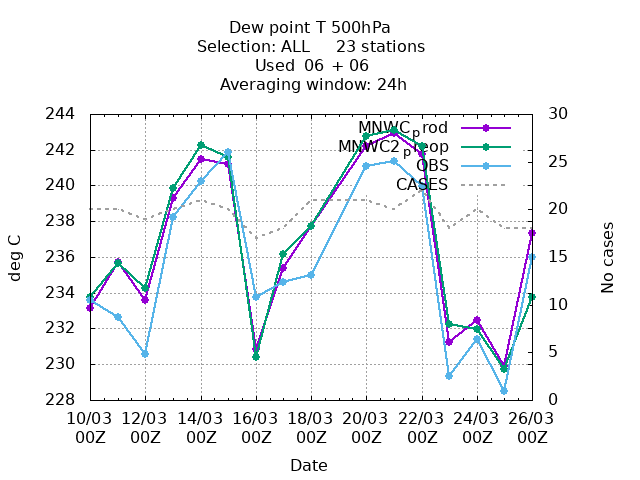 Dew point T 500hPa
Selection: ALL 23 stations
Used 06 + 06
Averaging window: 24h
244
242
240
238
236
234
232
230
228
30
25
20
15
10
5
0
MNWCprod
MNWC2prop
OBS
CASES
deg C
No cases
10/03 12/03 14/03 16/03 18/03 20/03 22/03 24/03 26/03
00Z 00Z 00Z 00Z 00Z 00Z 00Z 00Z 00Z
Date